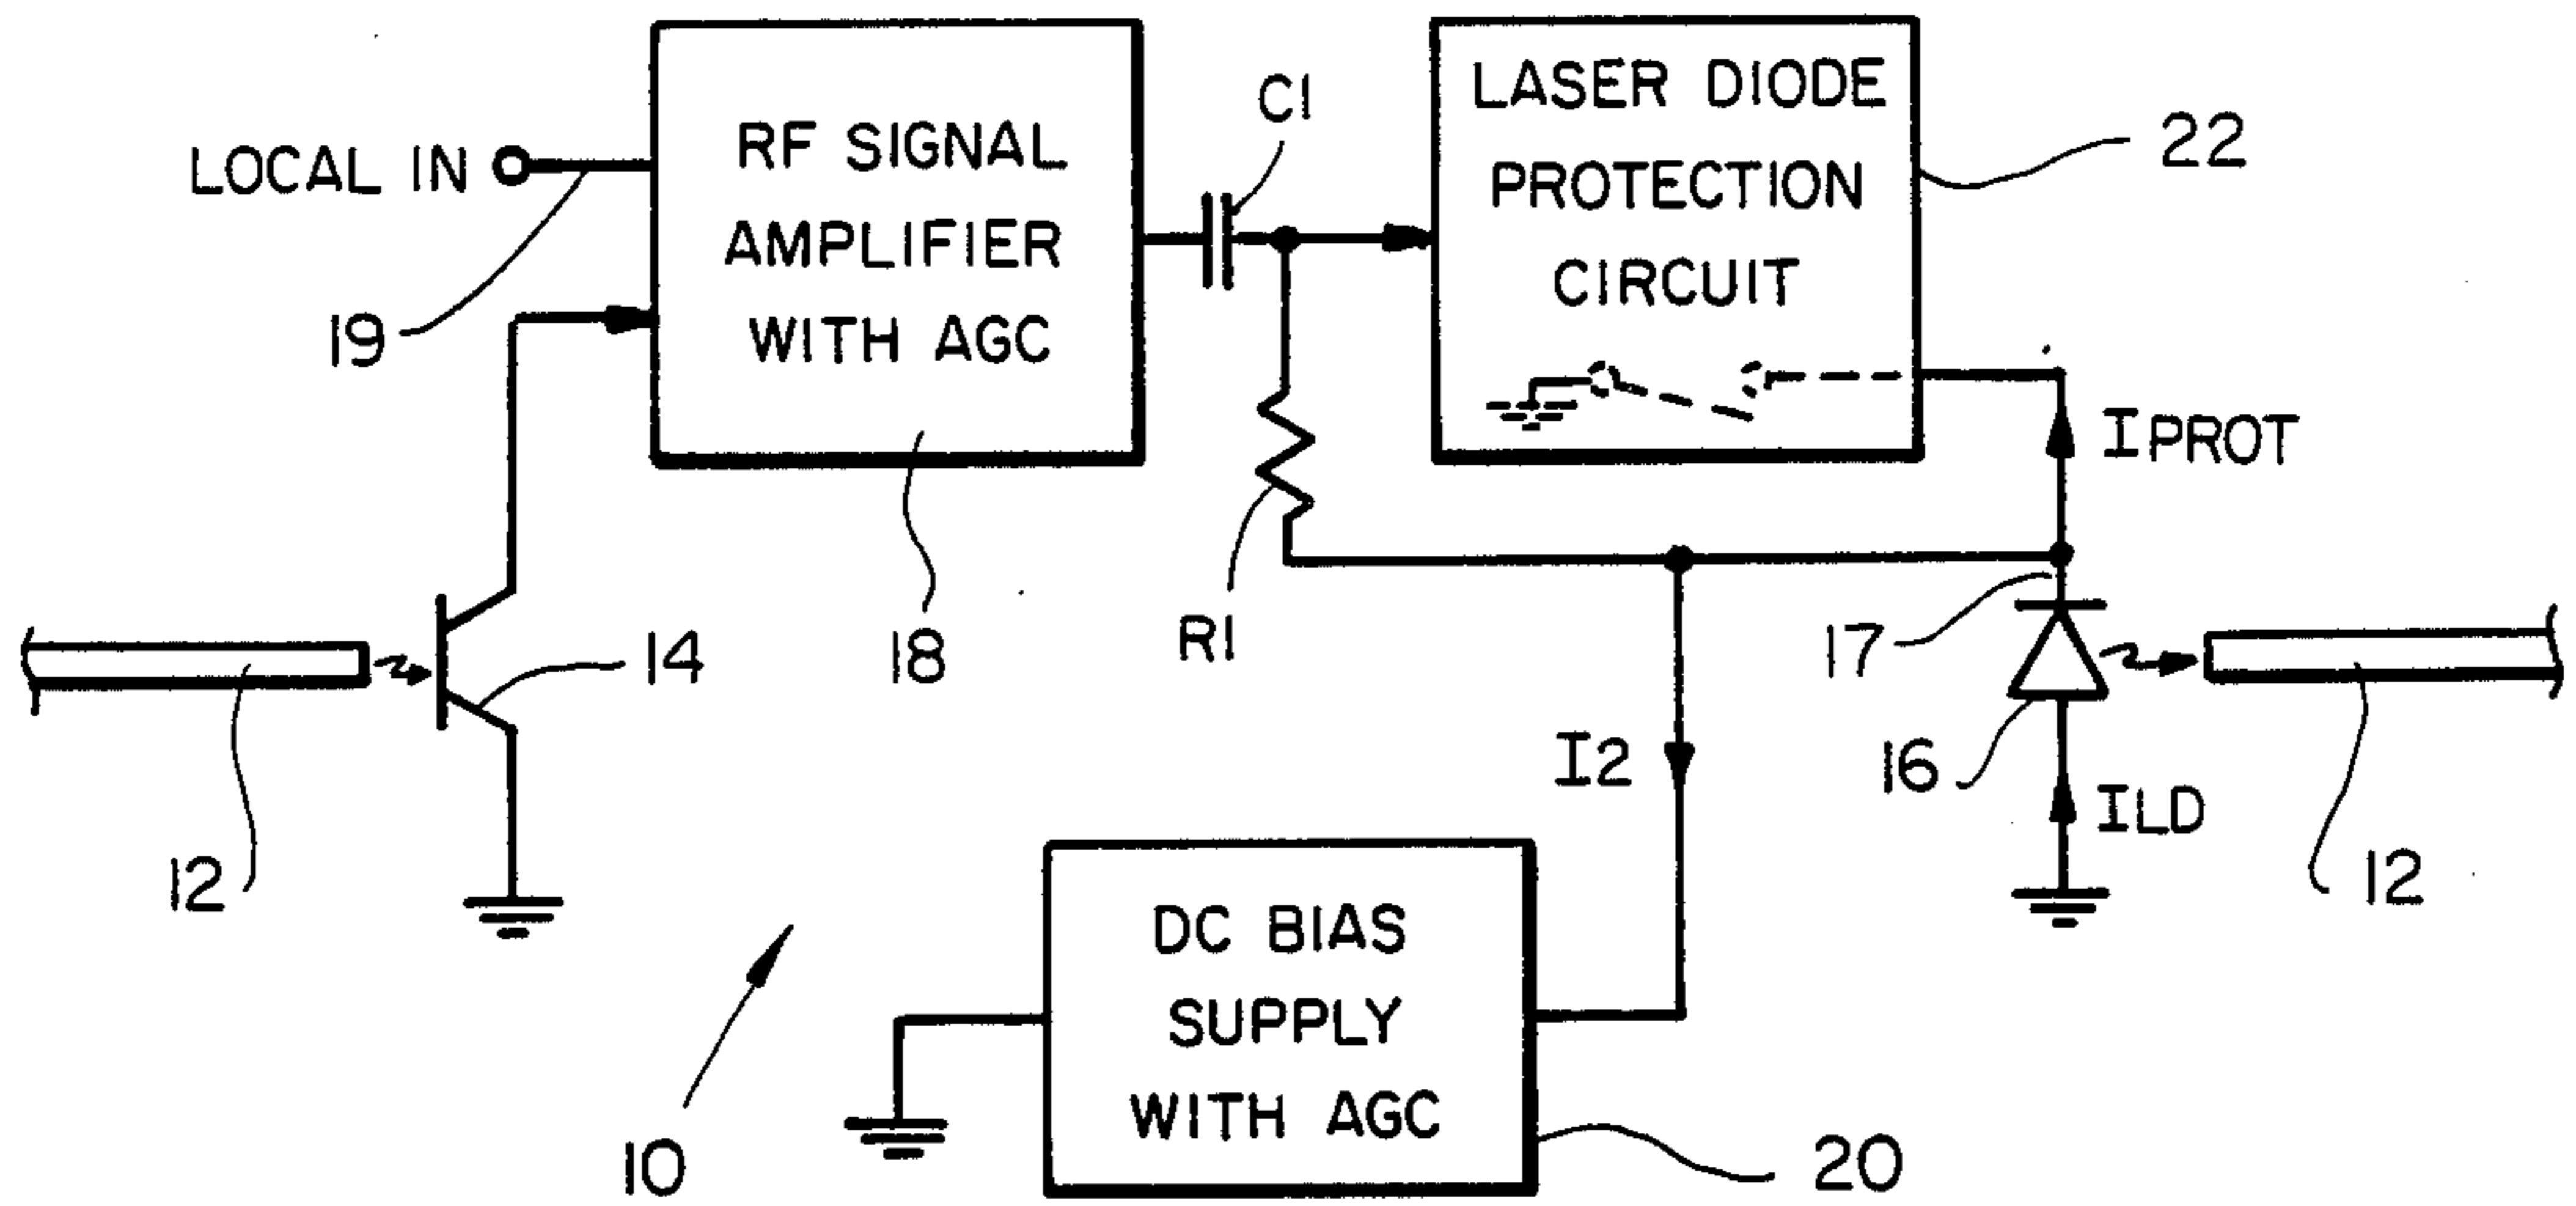 LOCAL IN
19
RF SIGNAL
AMPLIFIER
WITH AGC
18
C1
R1
LASER DIODE
PROTECTION
CIRCUIT
22
IPROT
12
14
17
16
ILD
12
I2
DC BIAS
SUPPLY
WITH AGC
20
10